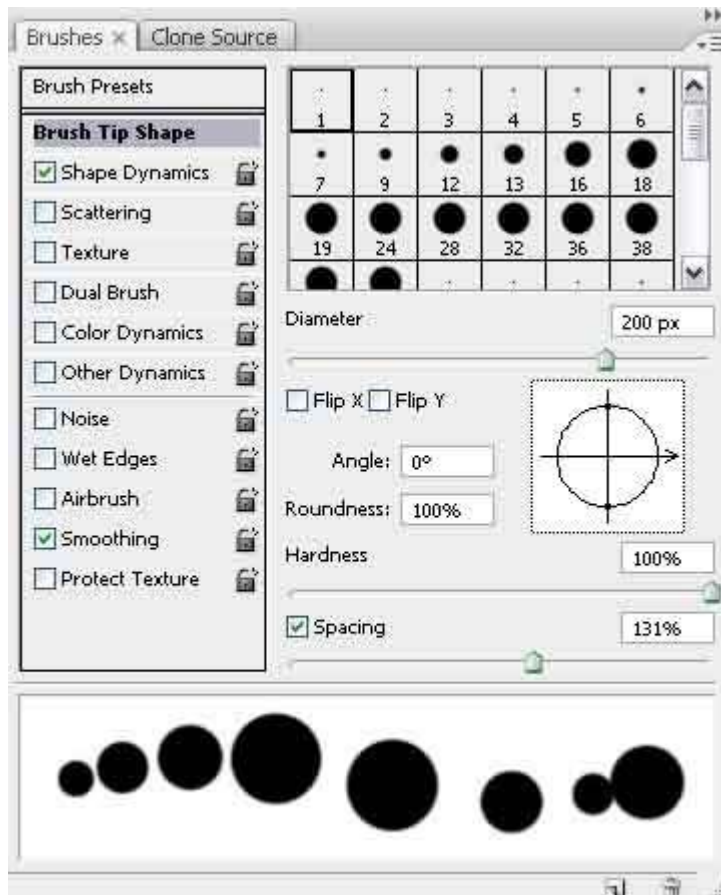 Brushes × Clone Source
Brush Presets
Brush Tip Shape
Shape Dynamics
Scattering
Texture
Dual Brush
Color Dynamics
Other Dynamics
Noise
Wet Edges
Airbrush
Smoothing
Protect Texture
1 2 3 4 5 6
7 9 12 13 16 18
19 24 28 32 36 38
Diameter 200 px
Flip X Flip Y
Angle: 0º
Roundness: 100%
Hardness 100%
Spacing 131%